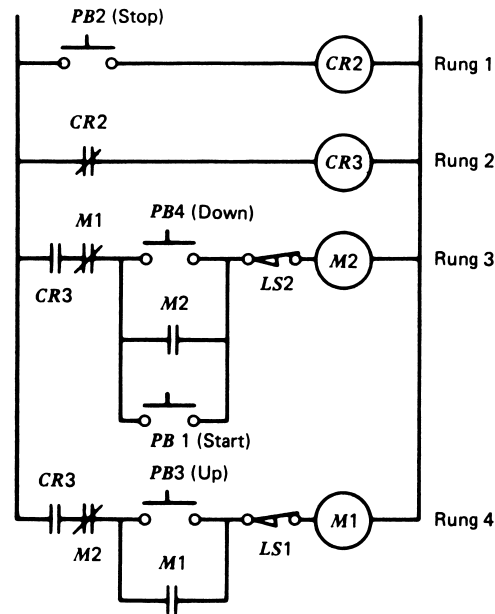 PB2 (Stop)
CR2
Rung 1
CR2
CR3
Rung 2
M1
PB4 (Down)
CR3
LS2
M2
Rung 3
M2
PB 1 (Start)
PB3 (Up)
CR3
M2
LS1
M1
Rung 4
M1